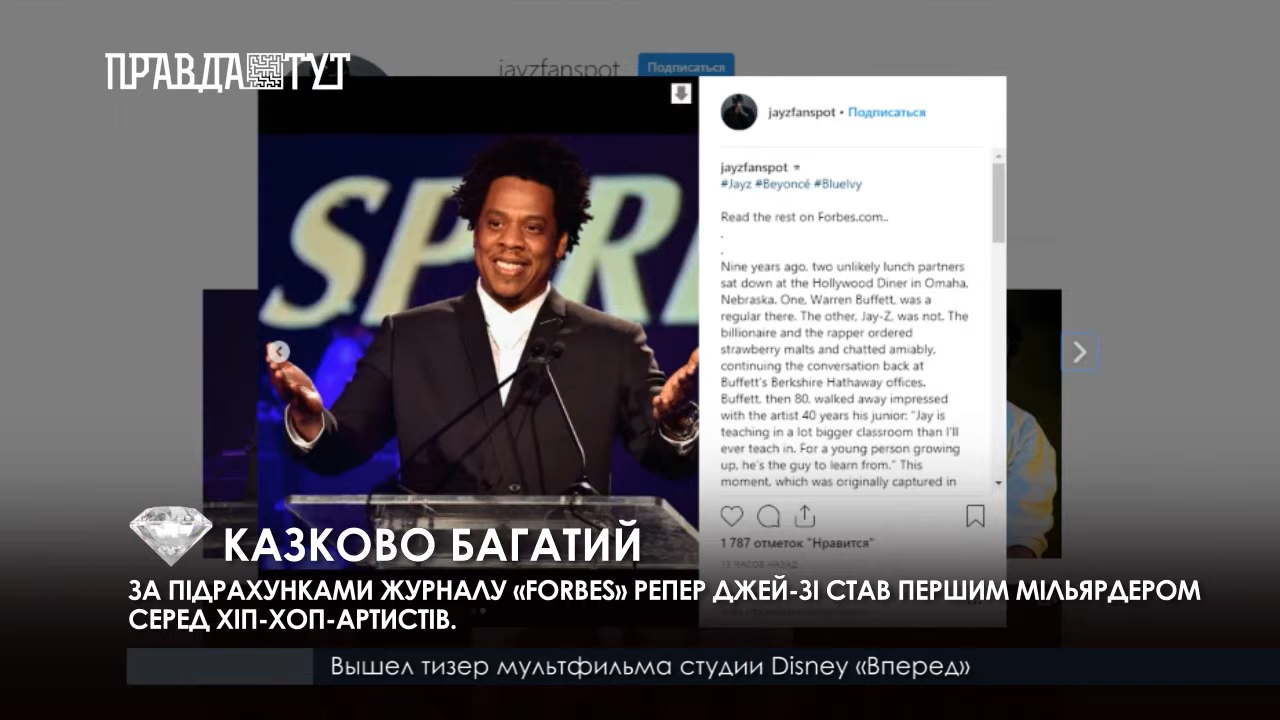 ПРАВДА ТУТ
jayzfanspot
Подписаться
SPIRI
jayzfanspot • Подписаться
jayzfanspot
#Jayz #Beyoncé #BlueIvy
Read the rest on Forbes.com..
.
.
Nine years ago, two unlikely lunch partners
sat down at the Hollywood Diner in Omaha,
Nebraska. One, Warren Buffett, was a
regular there. The other, Jay-Z, was not. The
billionaire and the rapper ordered
strawberry malts and chatted amiably,
continuing the conversation back at
Buffett's Berkshire Hathaway offices.
Buffett, then 80, walked away impressed
with the artist 40 years his junior: "Jay is
teaching in a lot bigger classroom than I'll
ever teach in. For a young person growing
up, he's the guy to learn from." This
moment, which was originally captured in
1 787 отметок "Нравится"
13 ЧАСОВ НАЗАД
КАЗКОВО БАГАТИЙ
ЗА ПІДРАХУНКАМИ ЖУРНАЛУ «FORBES» РЕПЕР ДЖЕЙ-ЗІ СТАВ ПЕРШИМ МІЛЬЯРДЕРОМ
СЕРЕД ХІП-ХОП-АРТИСТІВ.
Вышел тизер мультфильма студии Disney «Вперед»